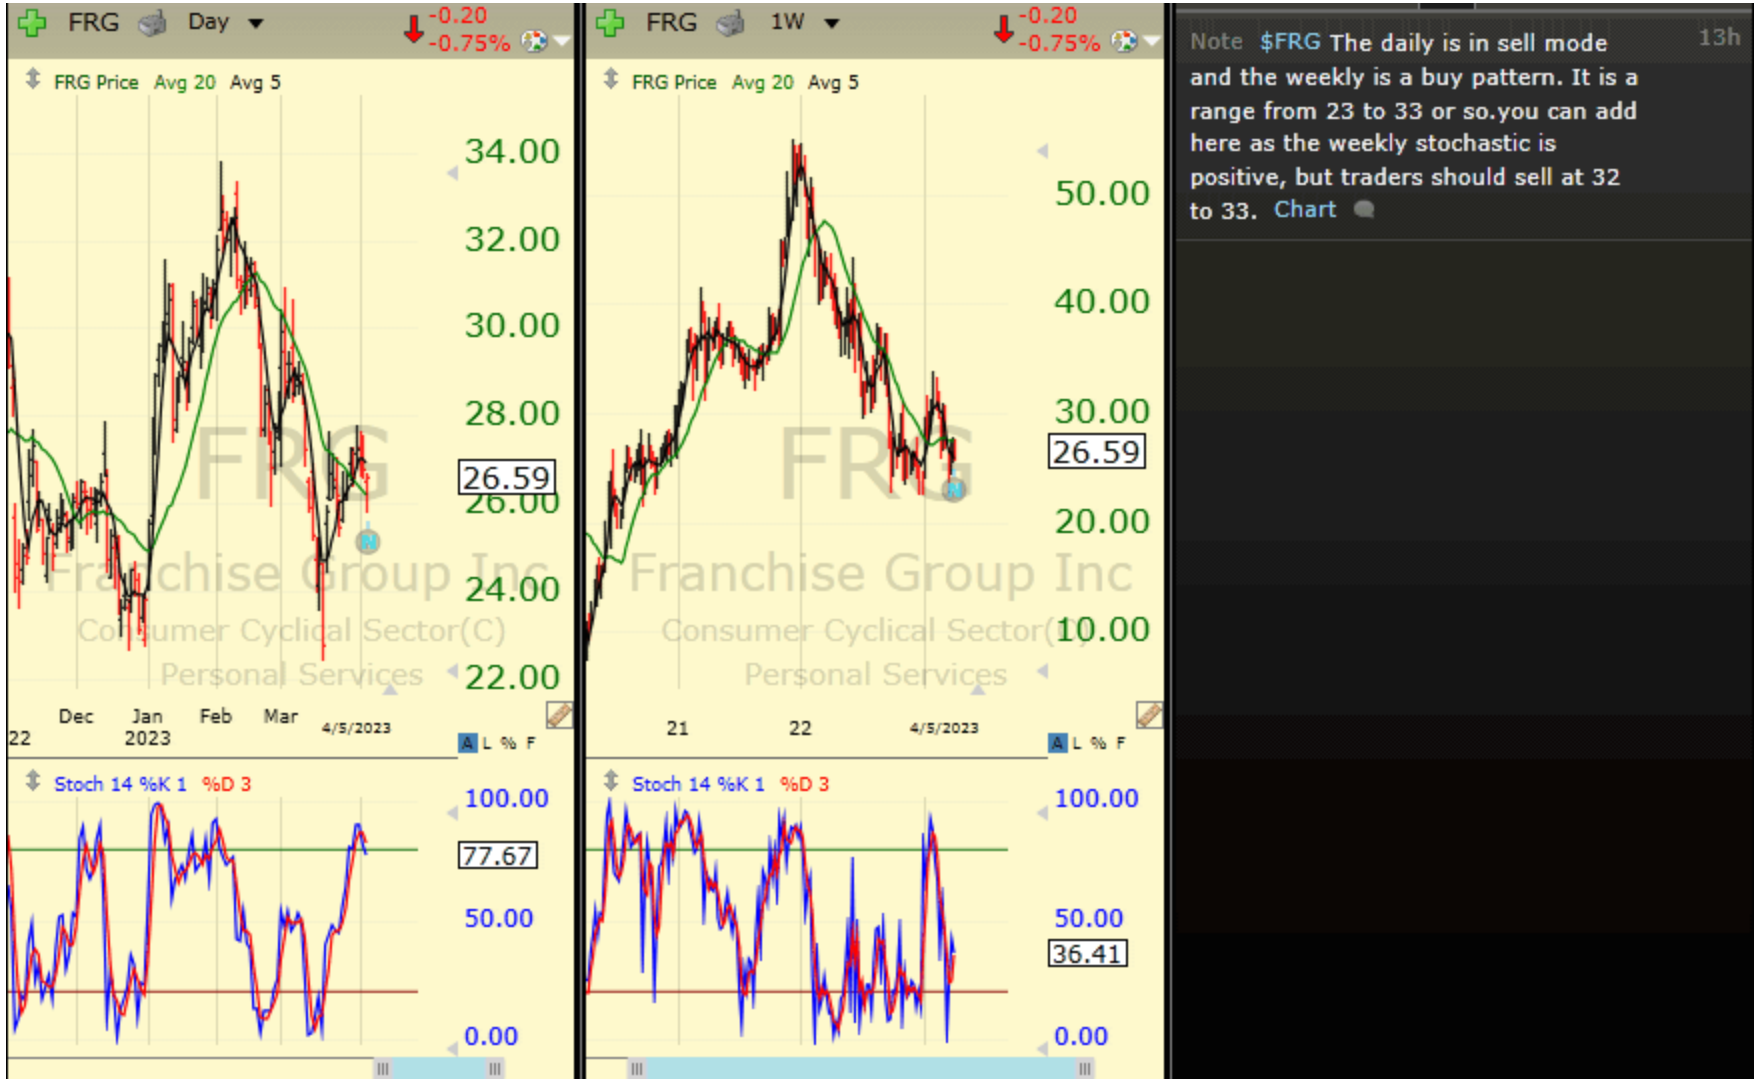 FRG Day
-0.20
-0.75%
FRG Price Avg 20 Avg 5
34.00
32.00
30.00
28.00
26.59
26.00
24.00
22.00
FRG
Franchise Group Inc
Consumer Cyclical Sector(C)
Personal Services
Dec Jan Feb Mar
22 2023 4/5/2023
A L % F
Stoch 14 %K 1 %D 3
100.00
77.67
50.00
0.00
N
FRG 1W
-0.20
-0.75%
FRG Price Avg 20 Avg 5
50.00
40.00
30.00
26.59
20.00
10.00
FRG
Franchise Group Inc
Consumer Cyclical Sector(C)
Personal Services
21 22 4/5/2023
A L % F
Stoch 14 %K 1 %D 3
100.00
50.00
36.41
0.00
N
Note $FRG The daily is in sell mode 13h
and the weekly is a buy pattern. It is a
range from 23 to 33 or so.you can add
here as the weekly stochastic is
positive, but traders should sell at 32
to 33. Chart